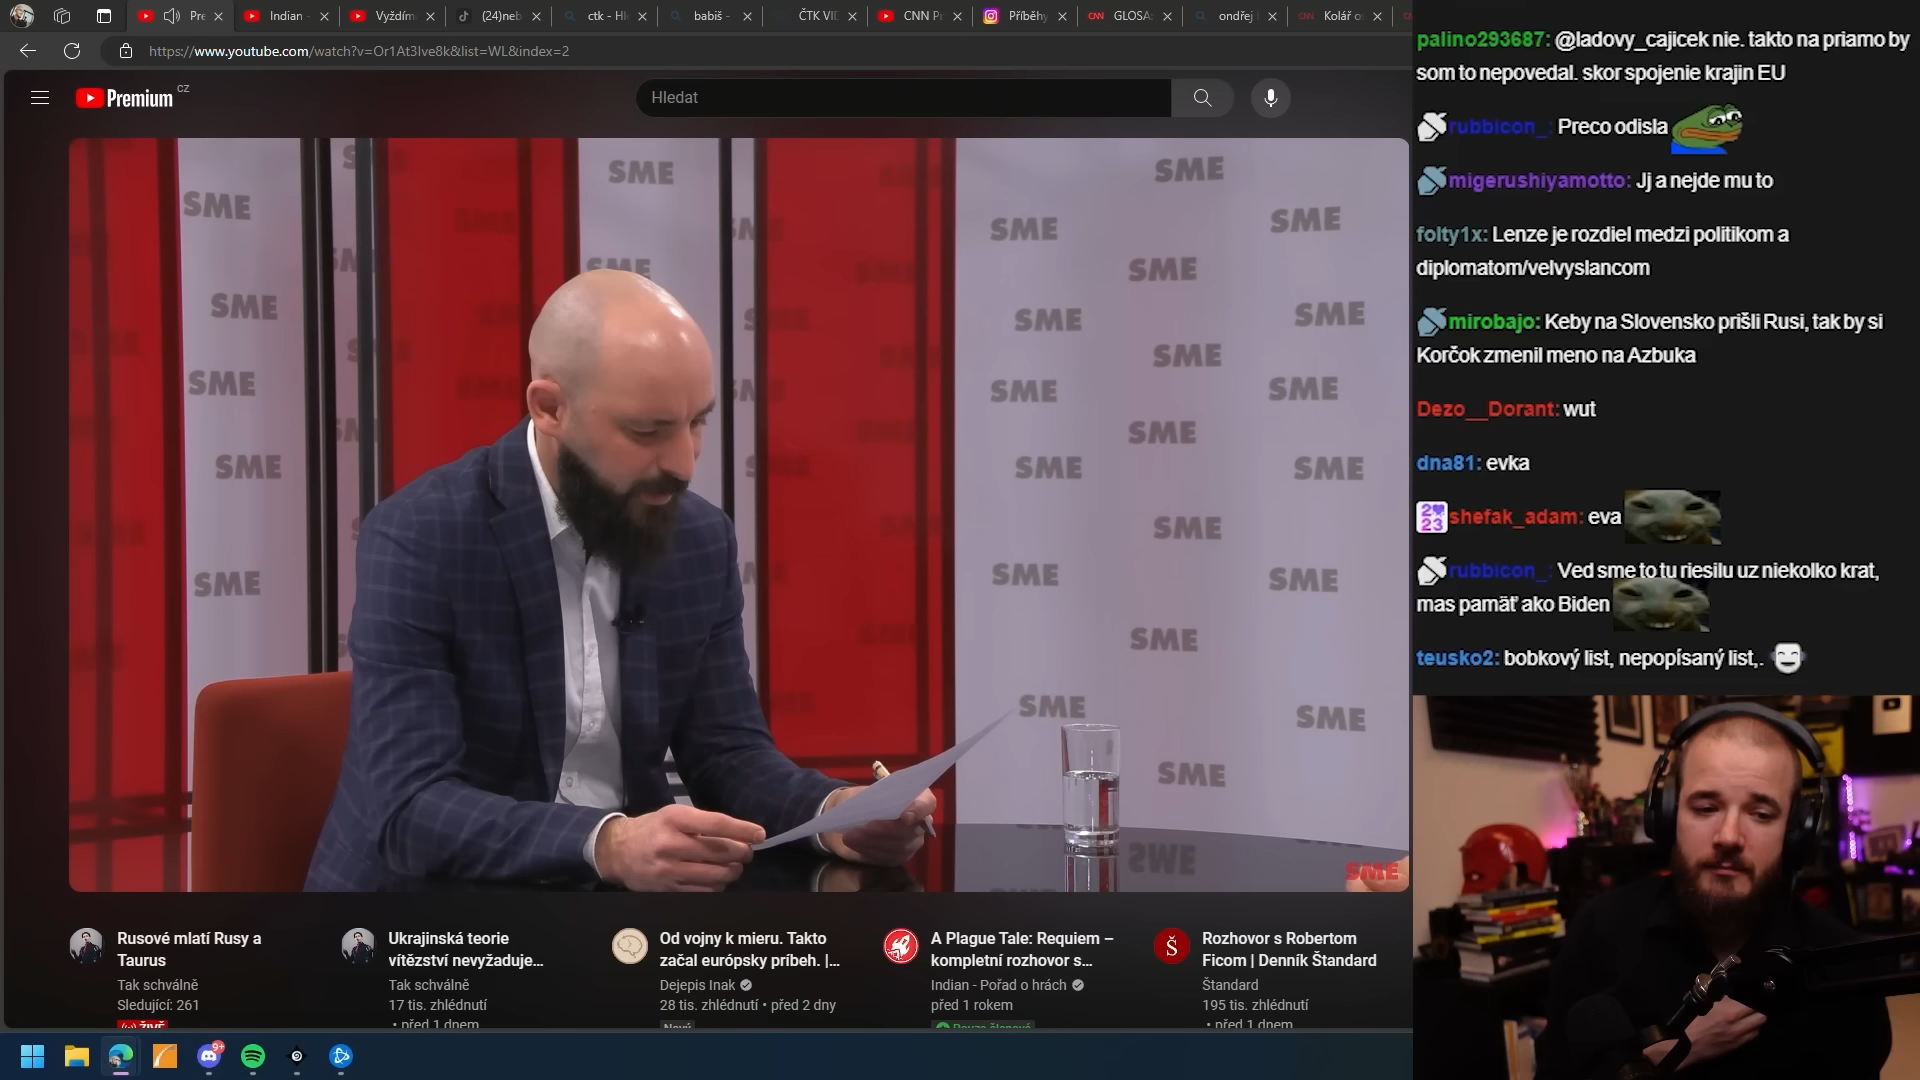 Pre
Indian -
Vyždím
(24)neb
ctk - Hl
babiš -
ČTK VID
CNN P
Příběhy
GLOSA
ondřej
Kolář o
https://www.youtube.com/watch?v=Or1At3lve8k&list=WL&index=2
Premium CZ
Hledat
SME
Rusové mlatí Rusy a
Taurus
Tak schválně
Sledující: 261
ŽIVĚ
Ukrajinská teorie
vítězství nevyžaduje...
Tak schválně
17 tis. zhlédnutí
• před 1 dnem
Od vojny k mieru. Takto
začal európsky príbeh. |...
Dejepis Inak
28 tis. zhlédnutí • před 2 dny
Nový
A Plague Tale: Requiem –
kompletní rozhovor s...
Indian - Pořad o hrách
před 1 rokem
Pouze členové
Rozhovor s Robertom
Ficom | Denník Štandard
Štandard
195 tis. zhlédnutí
• před 1 dnem
palino293687: @ladovy_cajicek nie. takto na priamo by
som to nepovedal. skor spojenie krajin EU
rubbicon_: Preco odisla
migerushiyamotto: Jj a nejde mu to
folty1x: Lenze je rozdiel medzi politikom a
diplomatom/velvyslancom
mirobajo: Keby na Slovensko prišli Rusi, tak by si
Korčok zmenil meno na Azbuka
Dezo__Dorant: wut
dna81: evka
shefak_adam: eva
rubbicon_: Ved sme to tu riesilu uz niekolko krat,
mas pamäť ako Biden
teusko2: bobkový list, nepopísaný list,.